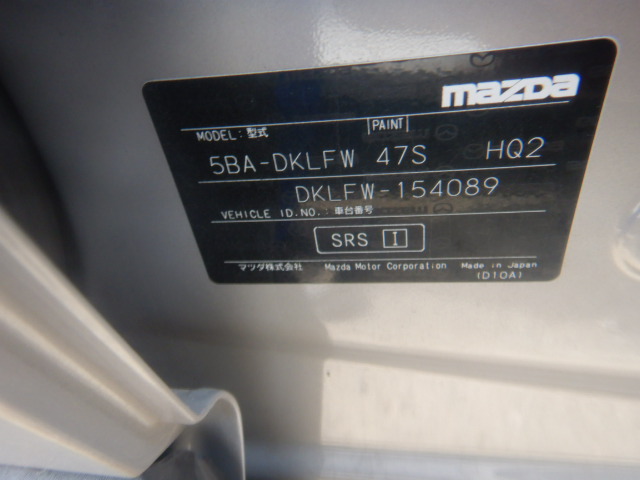 mazda
MODEL: 型式 PAINT
5BA-DKLFW 47S HQ2
DKLFW-154089
VEHICLE ID.NO.: 車台番号
SRS I
マツダ株式会社 Mazda Motor Corporation Made in Japan
(D10A)